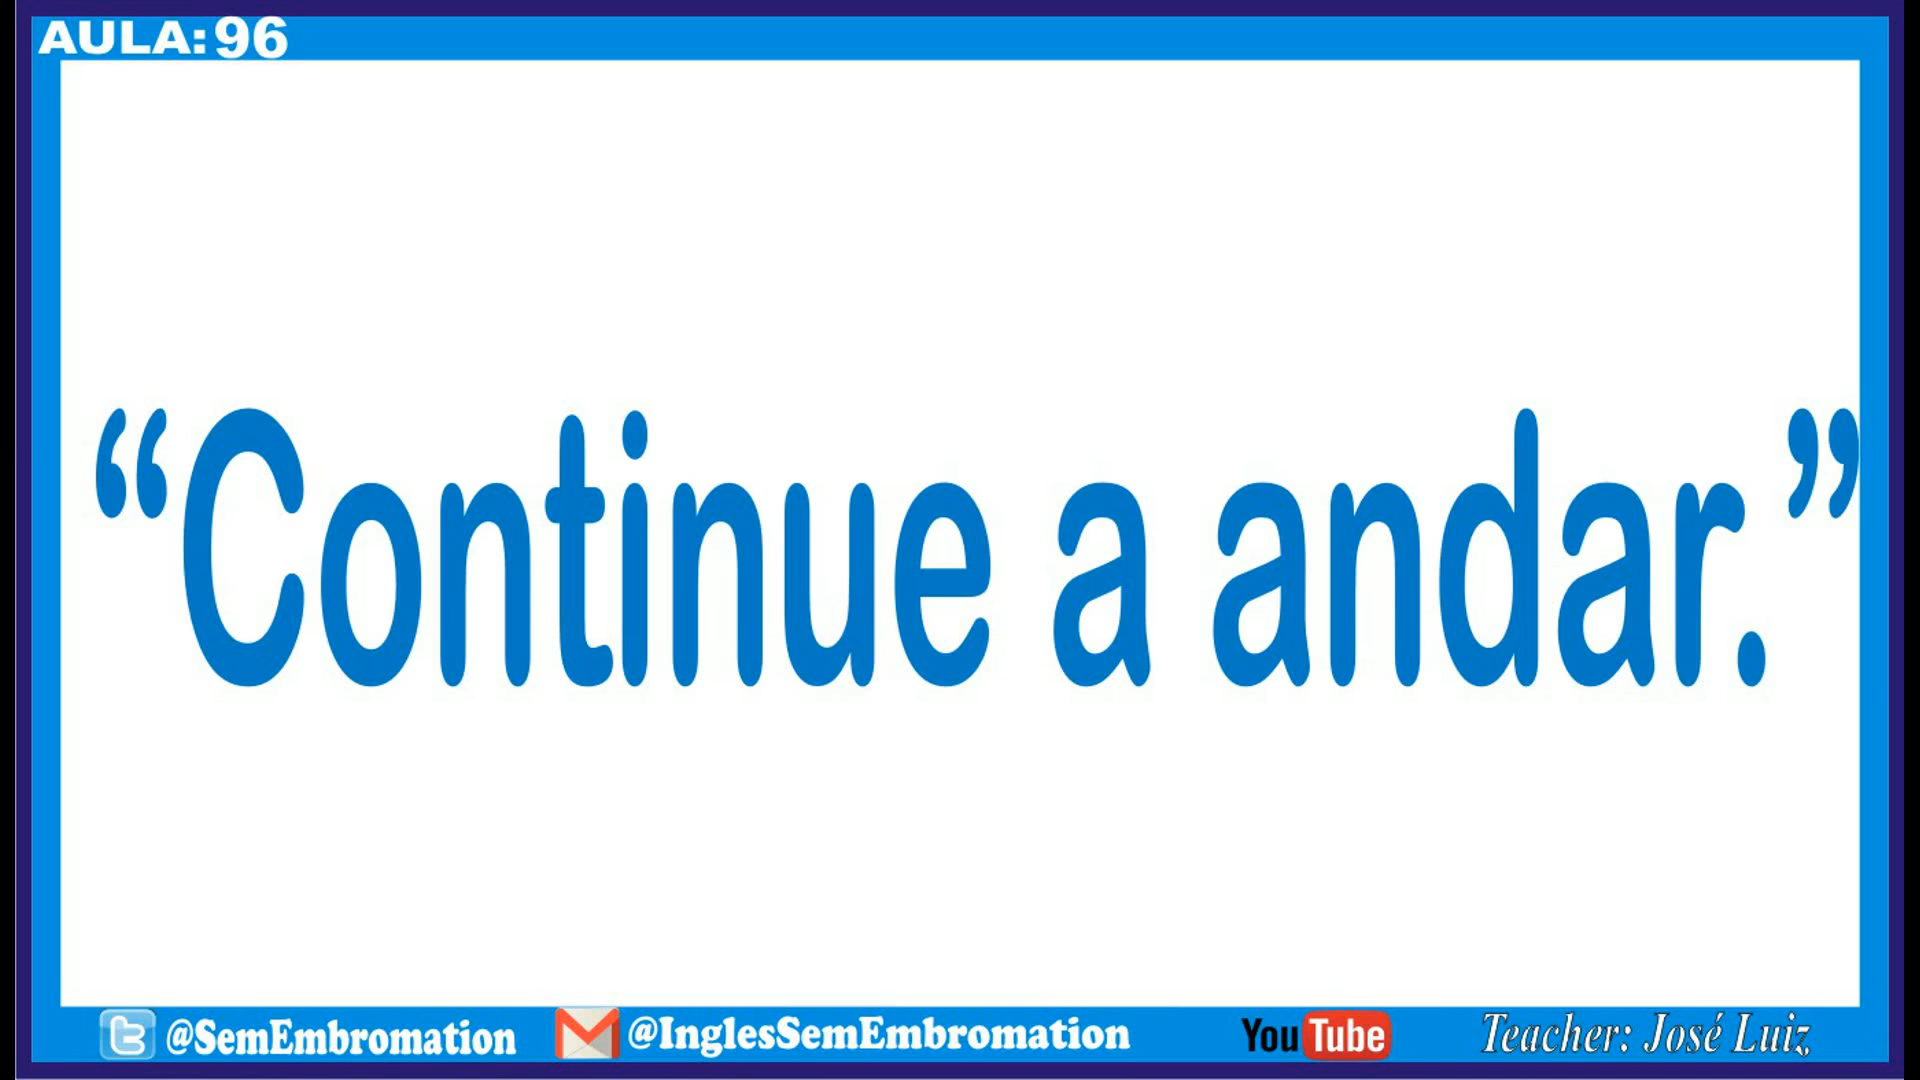 AULA: 96
“Continue a andar.”
@SemEmbromation @InglesSemEmbromation YouTube Teacher: José Luiz